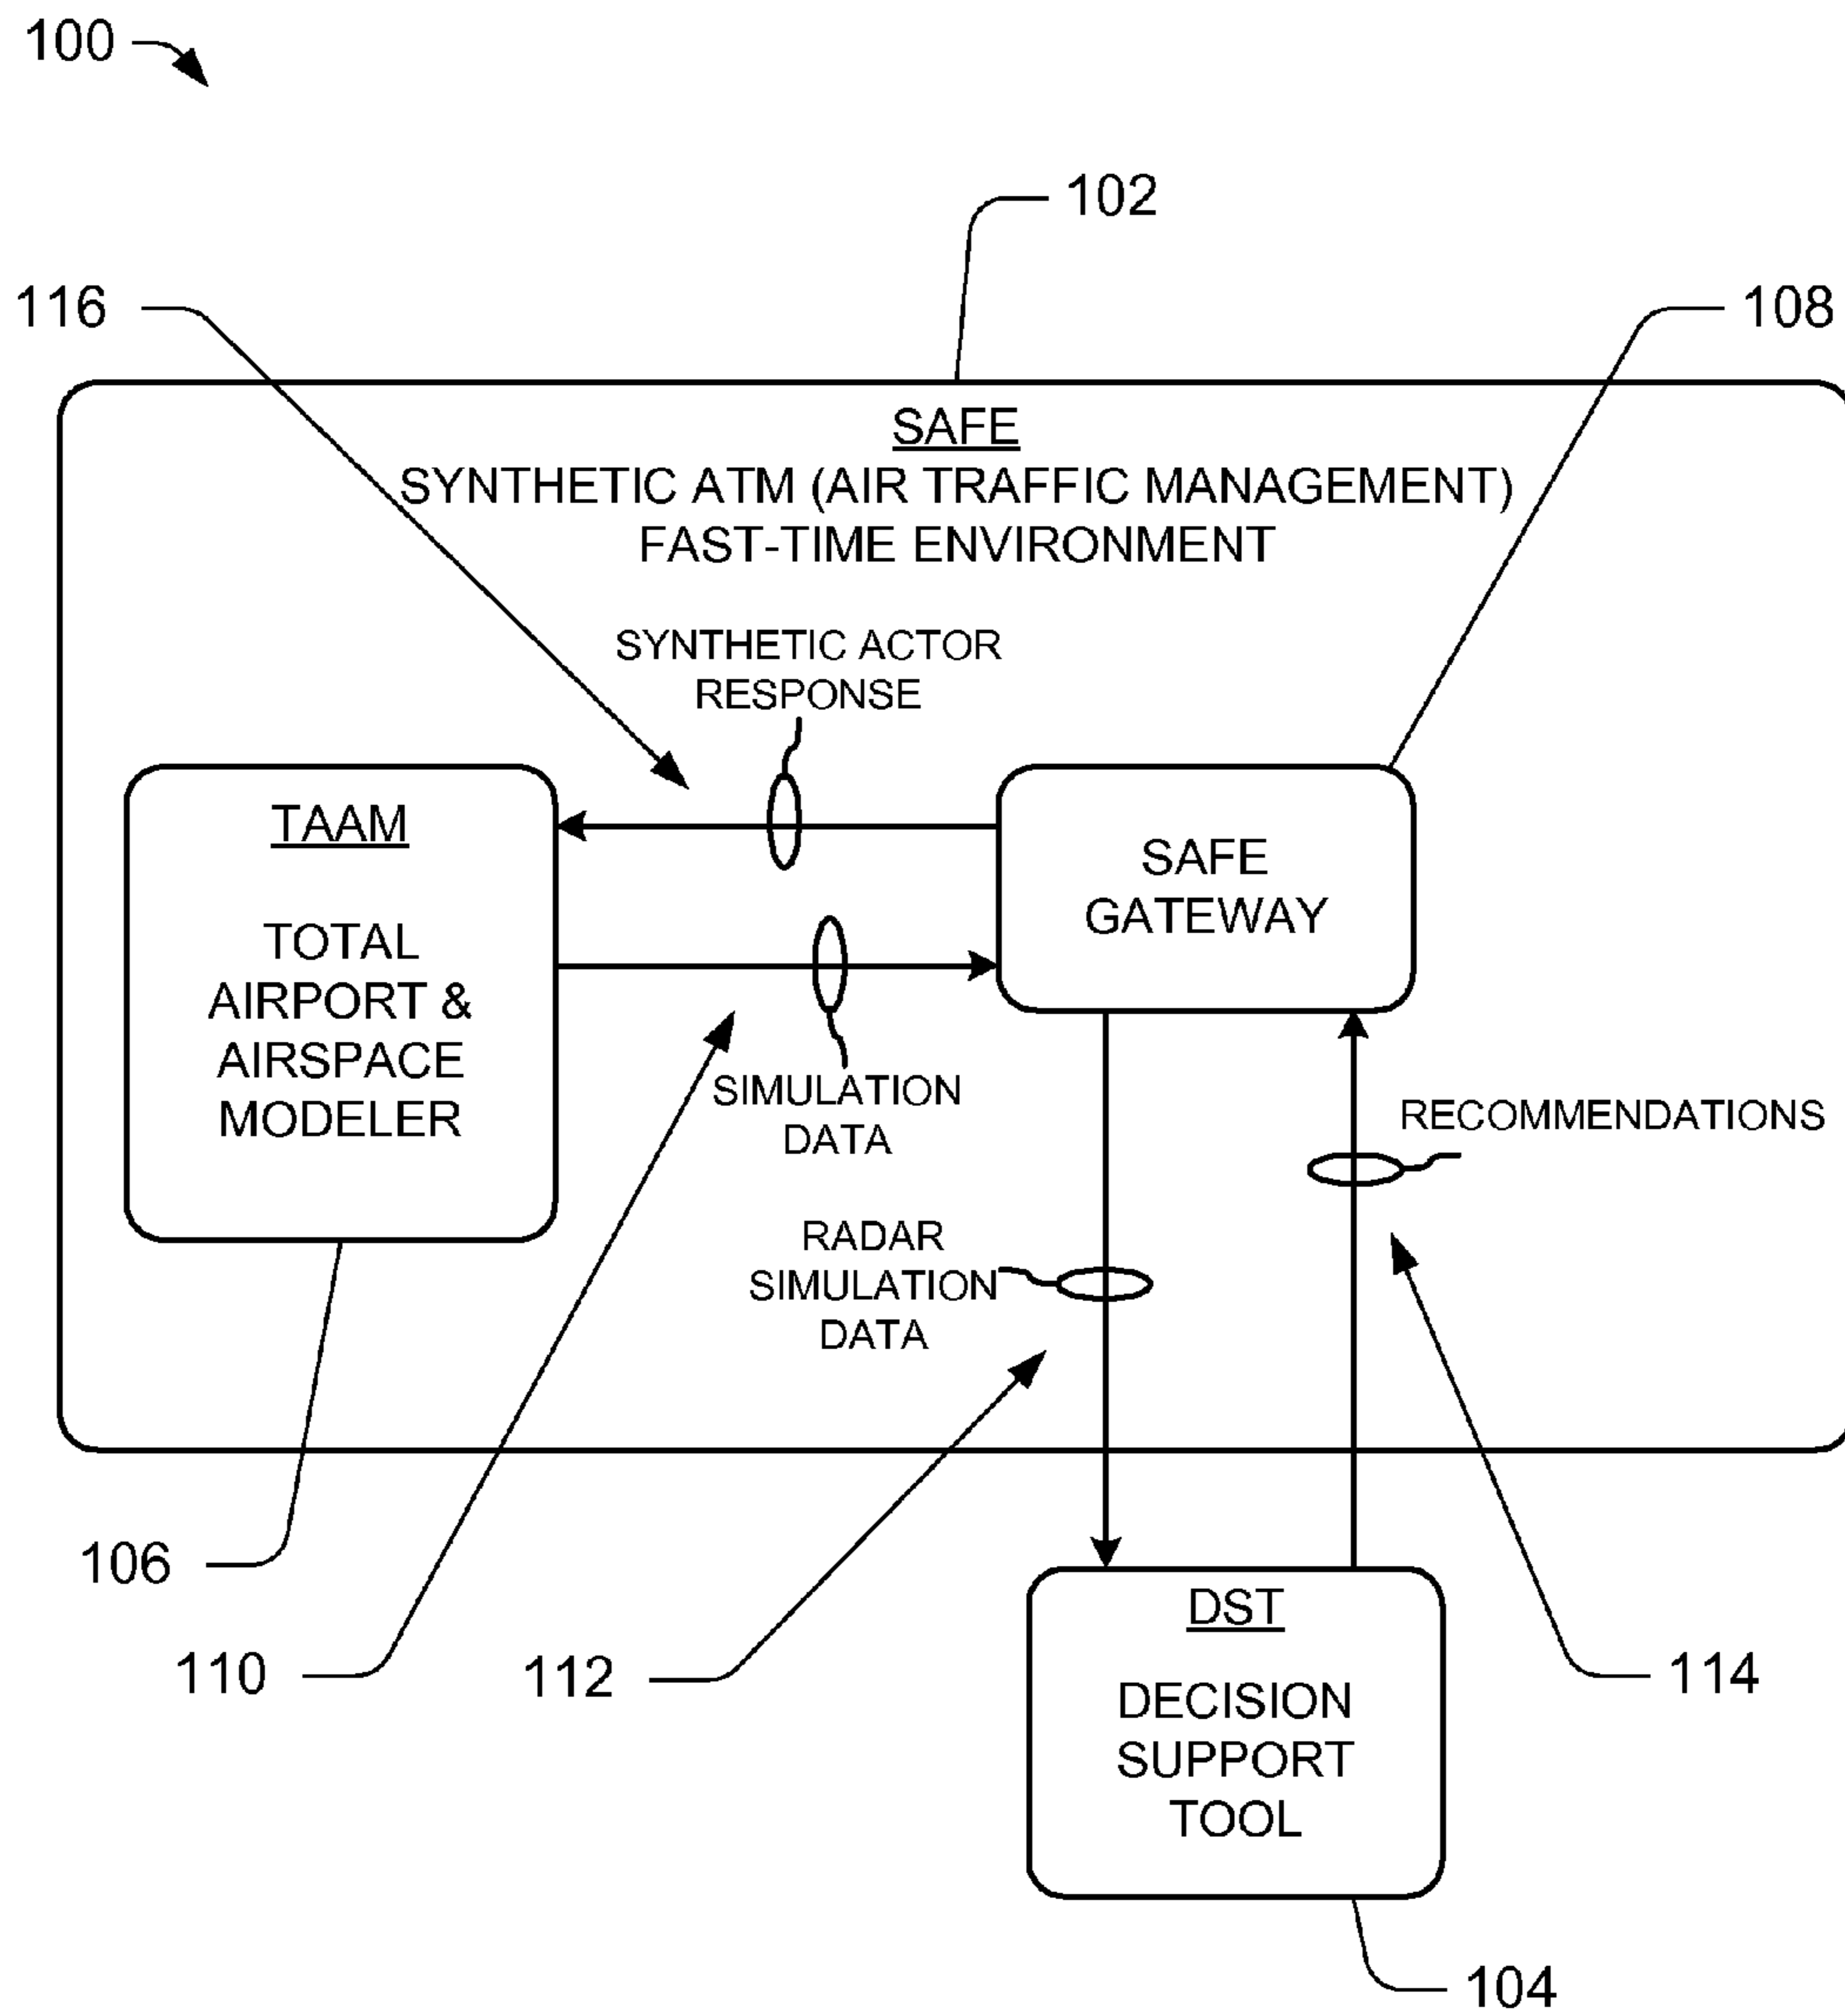 100
102
116
108
SAFE
SYNTHETIC ATM (AIR TRAFFIC MANAGEMENT)
FAST-TIME ENVIRONMENT
SYNTHETIC ACTOR
RESPONSE
TAAM
TOTAL
AIRPORT &
AIRSPACE
MODELER
SAFE
GATEWAY
SIMULATION
DATA
RECOMMENDATIONS
RADAR
SIMULATION
DATA
106
110
112
114
DST
DECISION
SUPPORT
TOOL
104